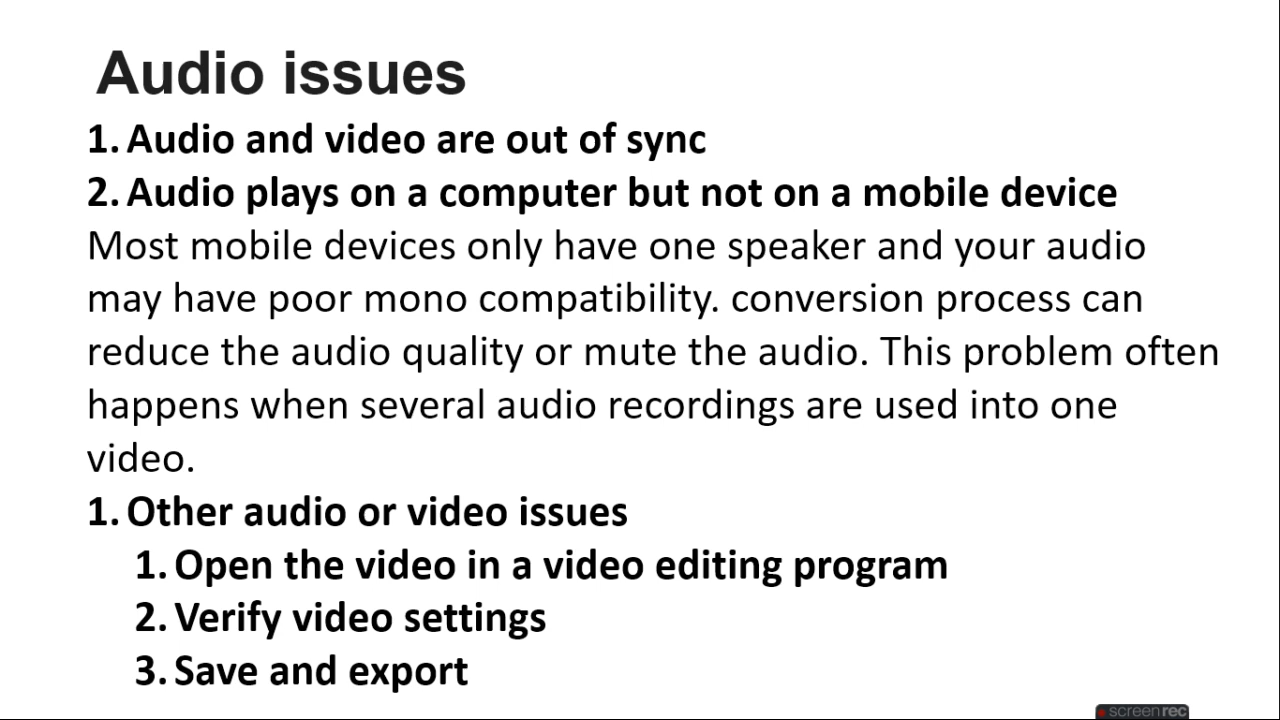 Audio issues
1. Audio and video are out of sync
2. Audio plays on a computer but not on a mobile device
Most mobile devices only have one speaker and your audio
may have poor mono compatibility. conversion process can
reduce the audio quality or mute the audio. This problem often
happens when several audio recordings are used into one
video.
1. Other audio or video issues
1. Open the video in a video editing program
2. Verify video settings
3. Save and export
screenrec